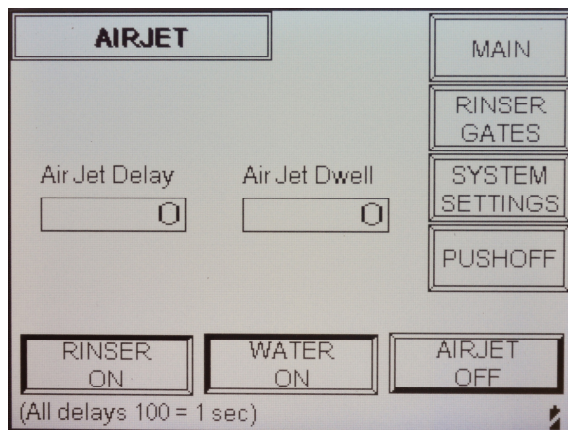 AIRJET
MAIN
RINSER
GATES
Air Jet Delay
Air Jet Dwell
SYSTEM
SETTINGS
0
0
PUSHOFF
RINSER
ON
WATER
ON
AIRJET
OFF
(All delays 100 = 1 sec)